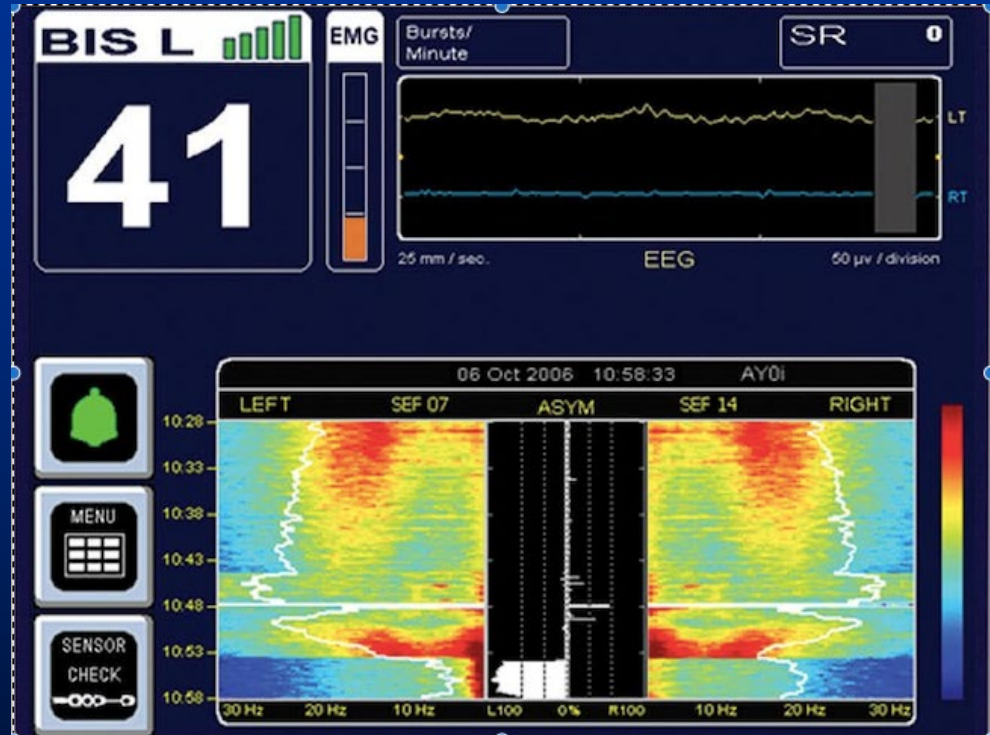 BIS L
EMG
Bursts/
Minute
SR 0
41
LT
RT
25 mm / sec.
EEG
50 µv / division
06 Oct 2006 10:58:33 AY0i
LEFT SEF 07 ASYM SEF 14 RIGHT
10:28
10:33
10:38
MENU
10:43
10:48
SENSOR
CHECK
10:53
10:58
30 Hz 20 Hz 10 Hz L100 0% R100 10 Hz 20 Hz 30 Hz